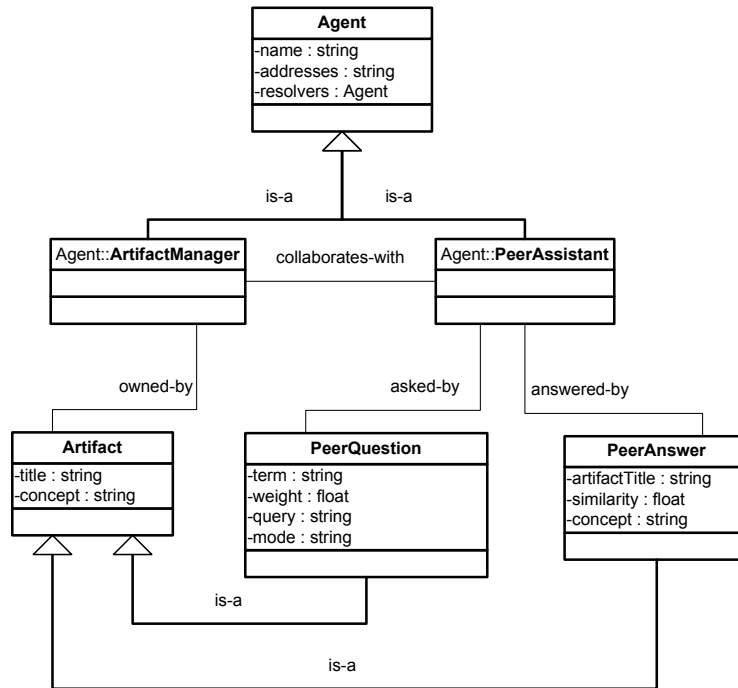 Agent
-name : string
-addresses : string
-resolvers : Agent
is-a
is-a
Agent::ArtifactManager
collaborates-with
Agent::PeerAssistant
owned-by
asked-by
answered-by
Artifact
-title : string
-concept : string
PeerQuestion
-term : string
-weight : float
-query : string
-mode : string
PeerAnswer
-artifactTitle : string
-similarity : float
-concept : string
is-a
is-a